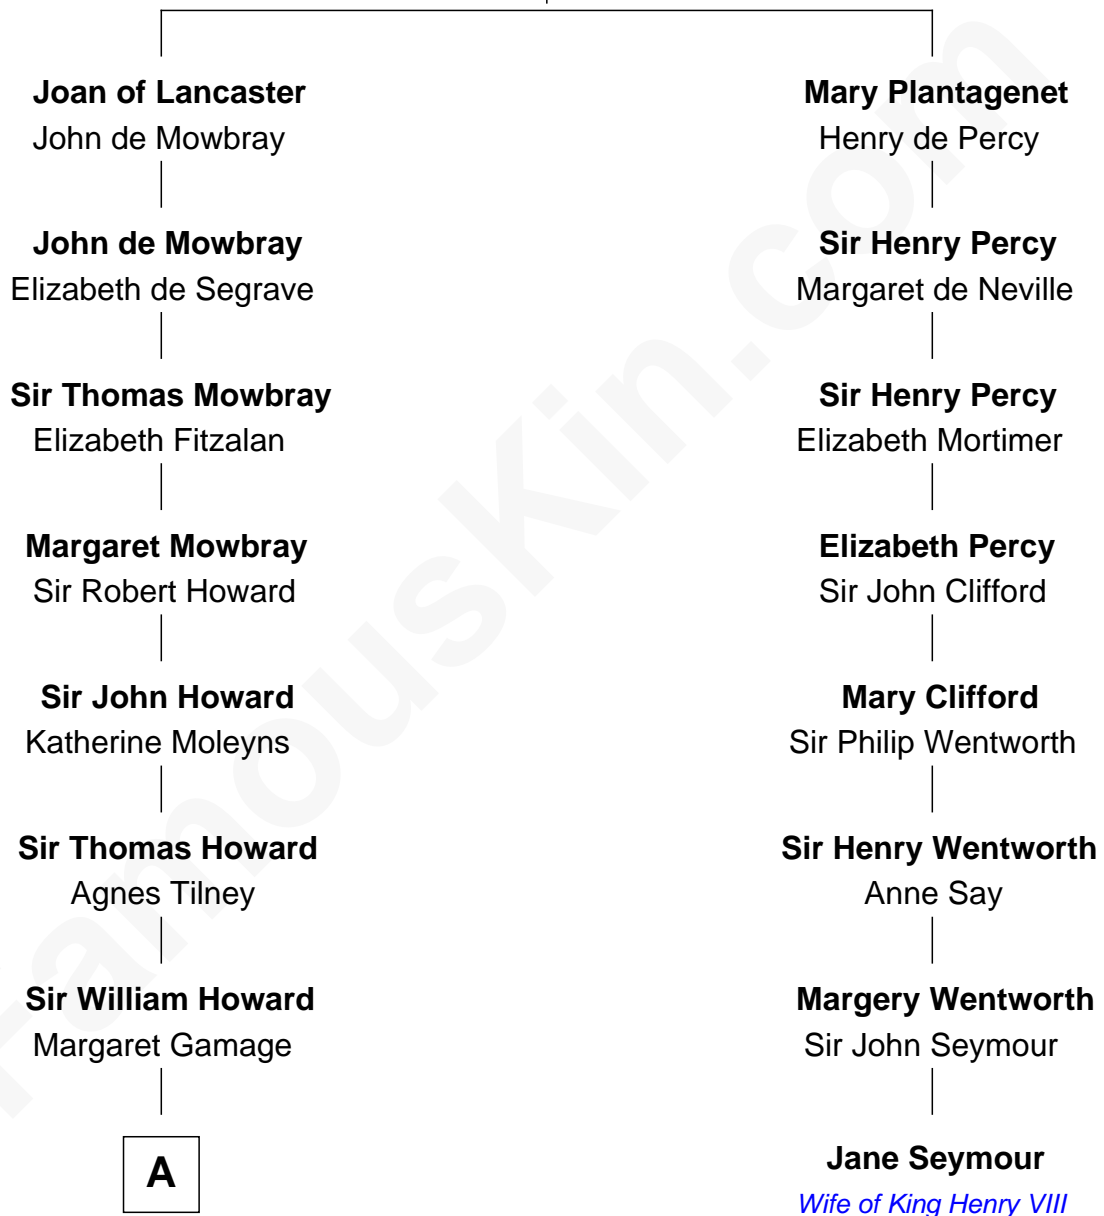 Joan of Lancaster
John de Mowbray
John de Mowbray
Elizabeth de Segrave
Sir Thomas Mowbray
Elizabeth Fitzalan
Margaret Mowbray
Sir Robert Howard
Sir John Howard
Katherine Moleyns
Sir Thomas Howard
Agnes Tilney
Sir William Howard
Margaret Gamage
A
Mary Plantagenet
Henry de Percy
Sir Henry Percy
Margaret de Neville
Sir Henry Percy
Elizabeth Mortimer
Elizabeth Percy
Sir John Clifford
Mary Clifford
Sir Philip Wentworth
Sir Henry Wentworth
Anne Say
Margery Wentworth
Sir John Seymour
Jane Seymour
Wife of King Henry VIII
FamousKin.com